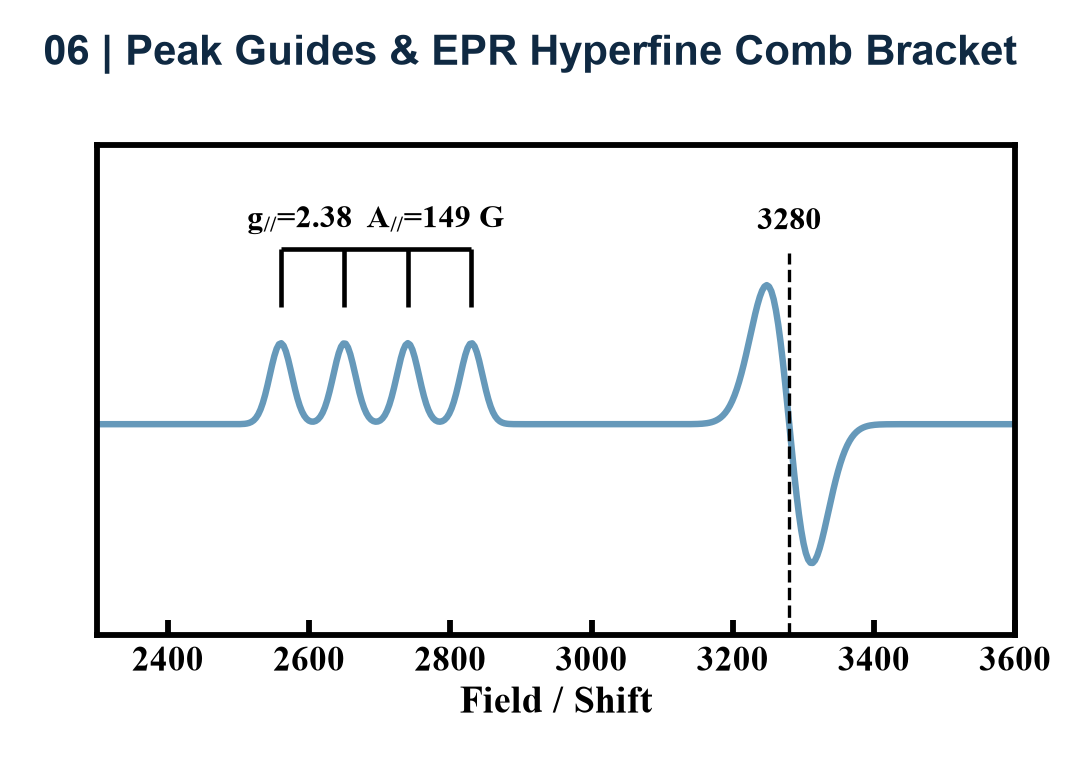 06 | Peak Guides & EPR Hyperfine Comb Bracket
g//=2.38 A//=149 G
3280
2400 2600 2800 3000 3200 3400 3600
Field / Shift